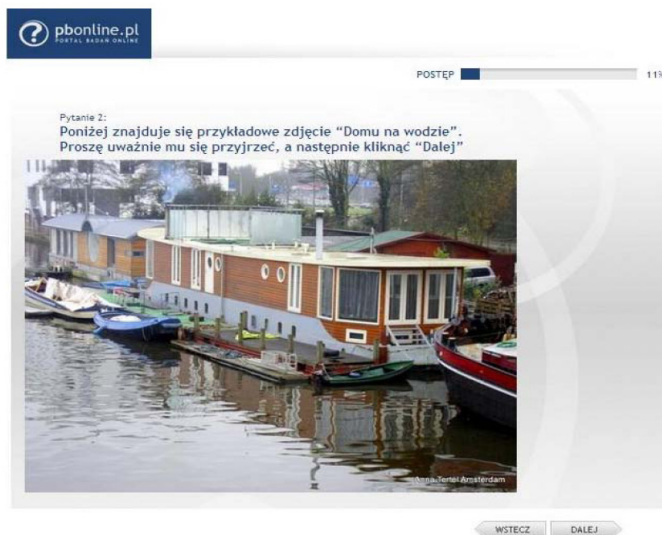 pbonline.pl
PORTAL BADAŃ ONLINE
POSTĘP 11%
Pytanie 2:
Poniżej znajduje się przykładowe zdjęcie “Domu na wodzie”.
Proszę uważnie mu się przyjrzeć, a następnie kliknąć “Dalej”
Anna Tertel Amsterdam
WSTECZ DALEJ